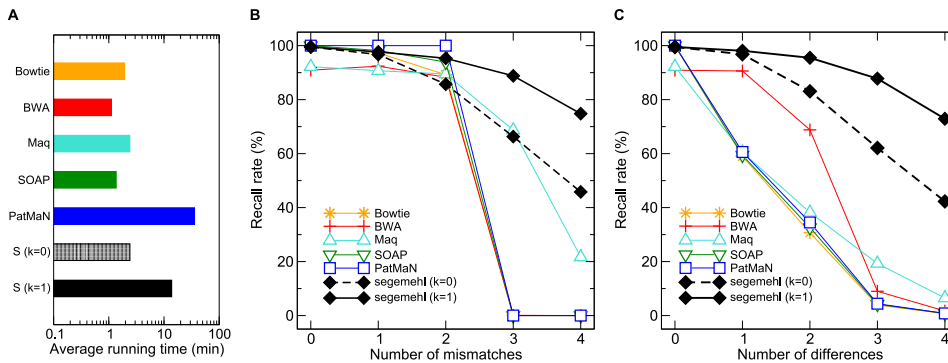 A
Bowtie
BWA
Maq
SOAP
PatMaN
S (k=0)
S (k=1)
0.1 1 10 100
Average running time (min)
B
Recall rate (%)
100
80
60
40
20
0
Bowtie
BWA
Maq
SOAP
PatMaN
segemehl (k=0)
segemehl (k=1)
0 1 2 3 4
Number of mismatches
C
Recall rate (%)
100
80
60
40
20
0
Bowtie
BWA
Maq
SOAP
PatMaN
segemehl (k=0)
segemehl (k=1)
0 1 2 3 4
Number of differences